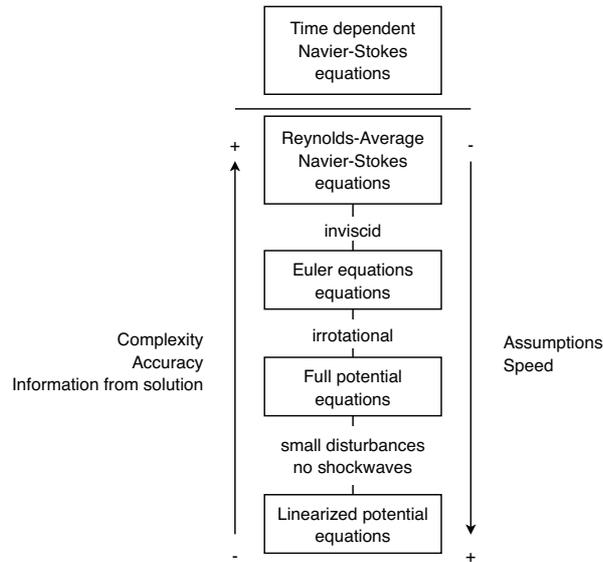 Time dependent
Navier-Stokes
equations
+
Reynolds-Average
Navier-Stokes
equations
-
inviscid
Euler equations
equations
irrotational
Complexity
Accuracy
Information from solution
Full potential
equations
Assumptions
Speed
small disturbances
no shockwaves
Linearized potential
equations
-
+